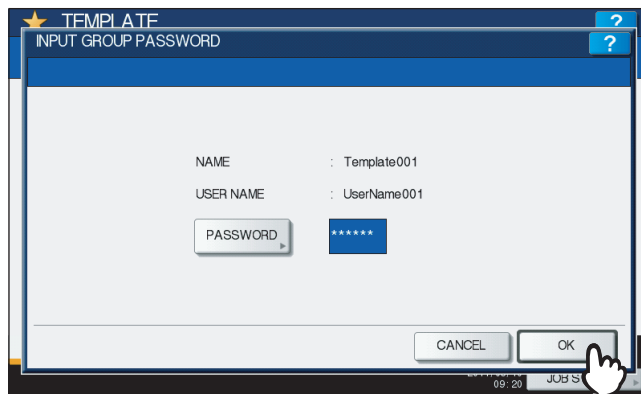 TEMPLATE ?
INPUT GROUP PASSWORD ?
NAME : Template001
USER NAME : UserName001
PASSWORD ******
CANCEL OK
09:20 JOB S